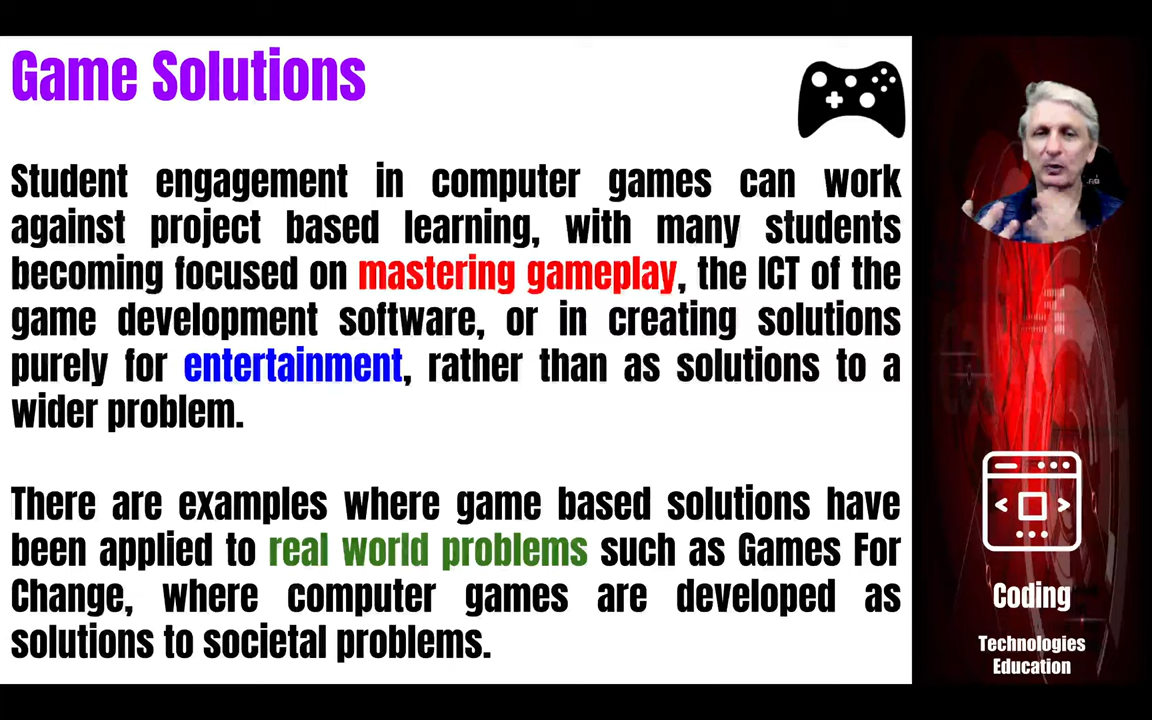 Game Solutions
Student engagement in computer games can work
against project based learning, with many students
becoming focused on mastering gameplay, the ICT of the
game development software, or in creating solutions
purely for entertainment, rather than as solutions to a
wider problem.
There are examples where game based solutions have
been applied to real world problems such as Games For
Change, where computer games are developed as
solutions to societal problems.
Coding
Technologies
Education